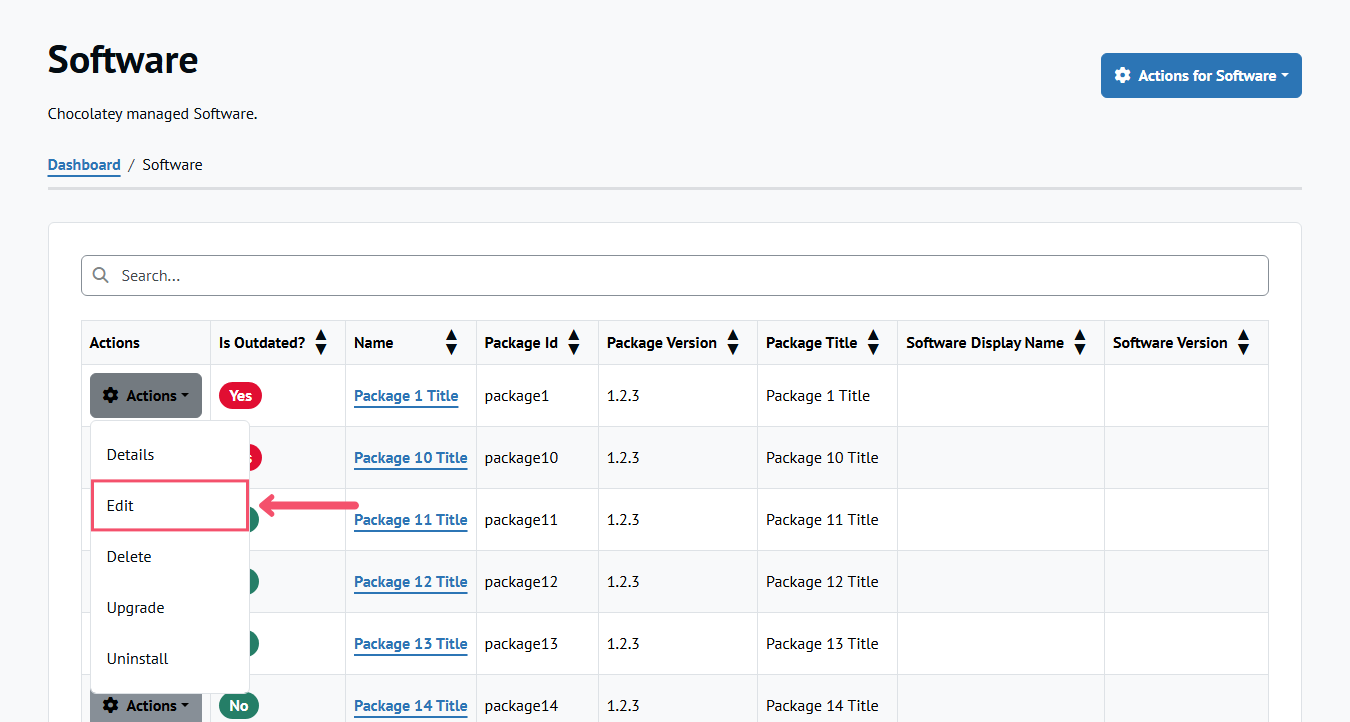 Software
Actions for Software
Chocolatey managed Software.
Dashboard / Software
Search...
Actions Is Outdated? Name Package Id Package Version Package Title Software Display Name Software Version
Actions Yes Package 1 Title package1 1.2.3 Package 1 Title
Details
Package 10 Title package10 1.2.3 Package 10 Title
Edit
Package 11 Title package11 1.2.3 Package 11 Title
Delete
Package 12 Title package12 1.2.3 Package 12 Title
Upgrade
Package 13 Title package13 1.2.3 Package 13 Title
Uninstall
Actions No Package 14 Title package14 1.2.3 Package 14 Title